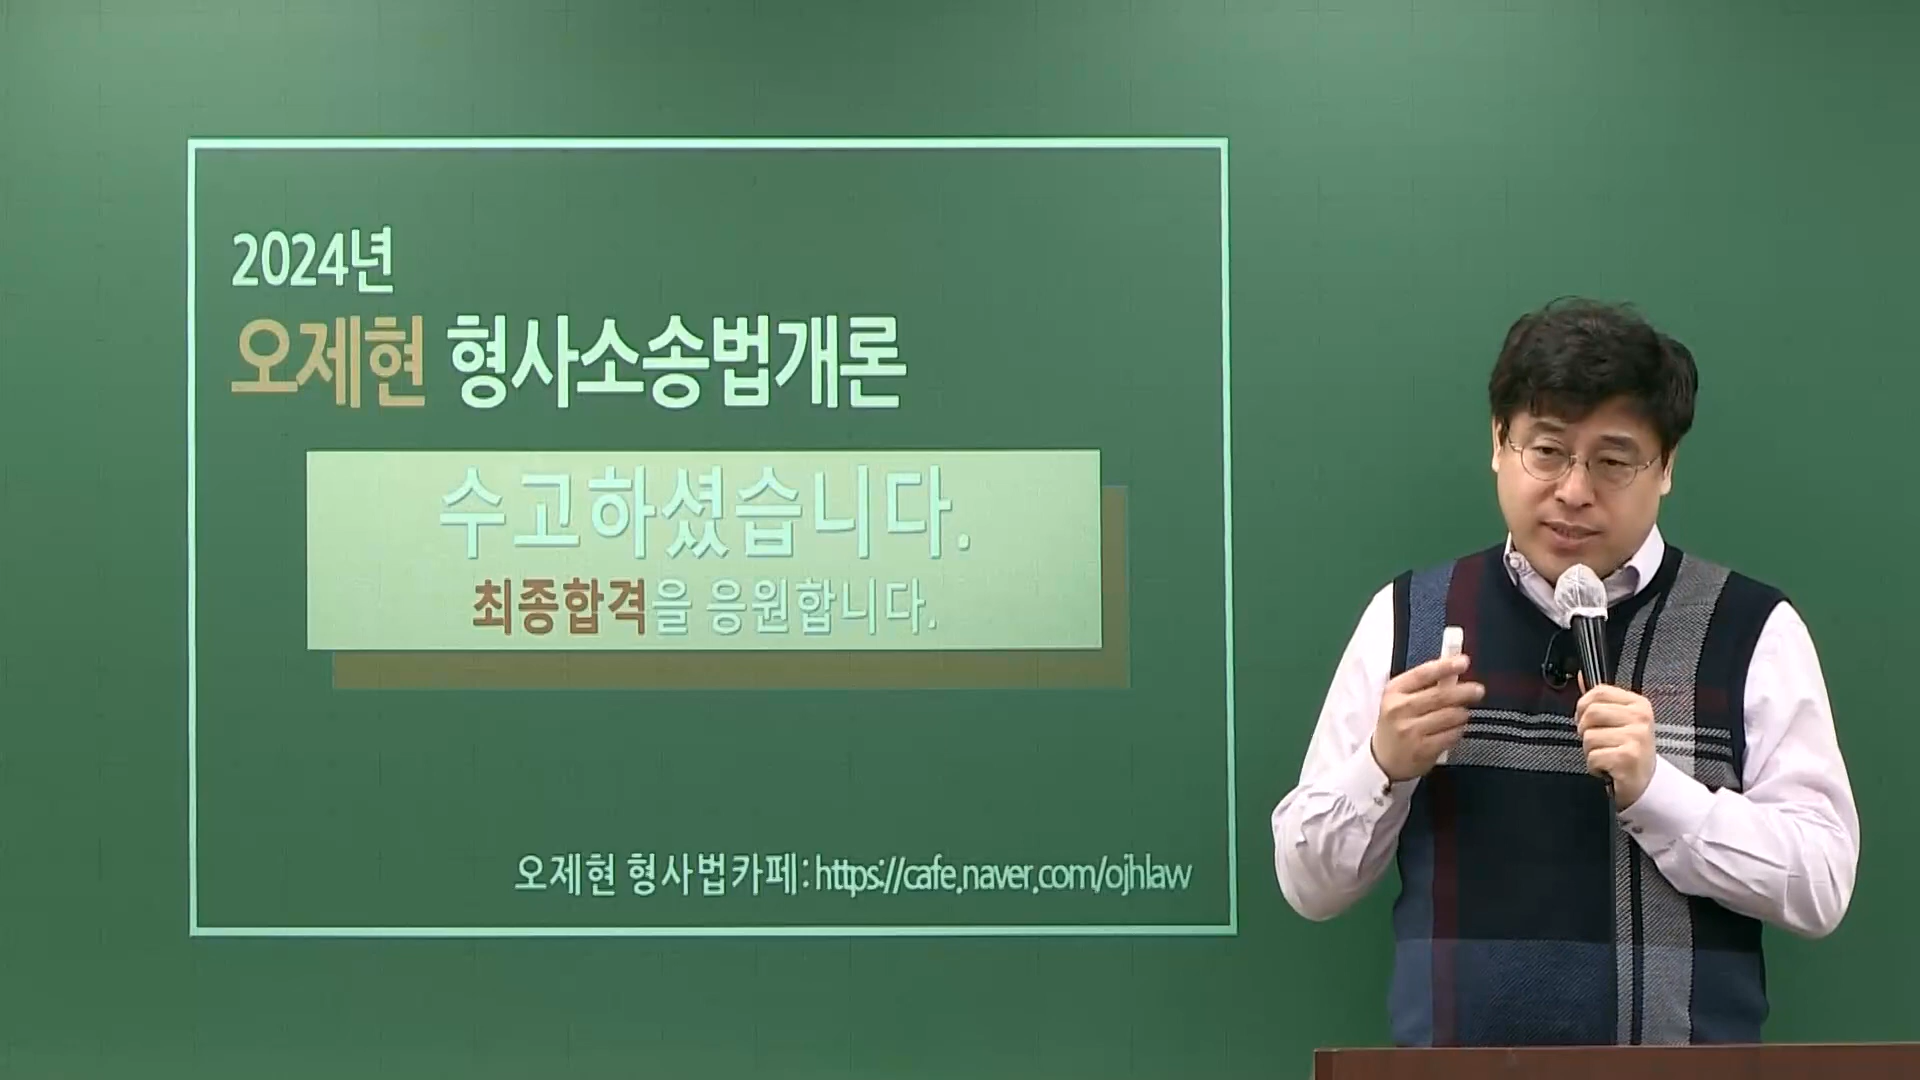 2024년
오제현 형사소송법개론
수고하셨습니다.
최종합격을 응원합니다.
오제현 형사법카페: https://cafe.naver.com/ojhlaw